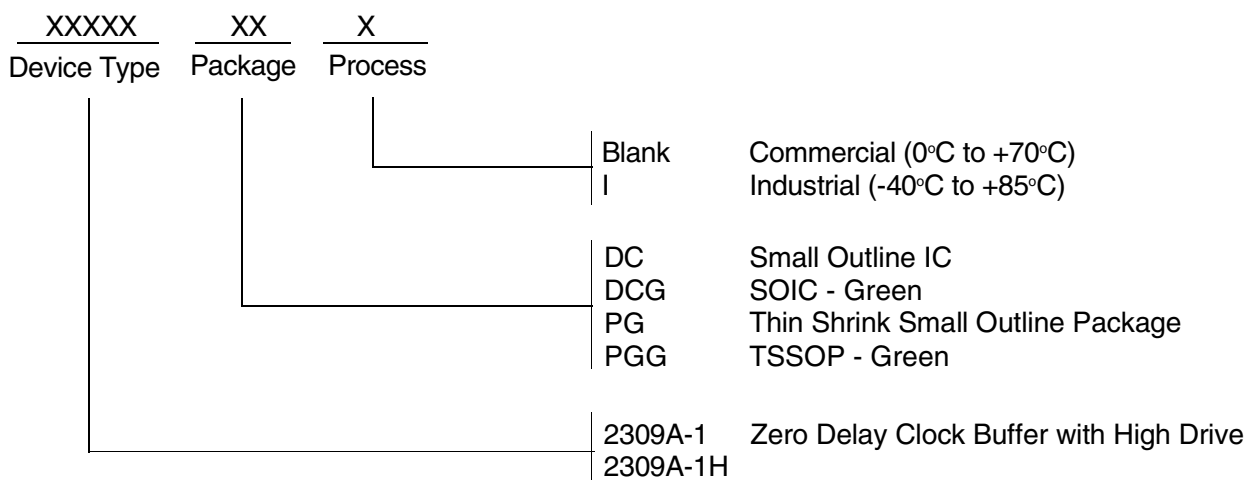 XXXXX XX X
Device Type Package Process
Blank Commercial (0°C to +70°C)
I Industrial (-40°C to +85°C)
DC Small Outline IC
DCG SOIC - Green
PG Thin Shrink Small Outline Package
PGG TSSOP - Green
2309A-1 Zero Delay Clock Buffer with High Drive
2309A-1H